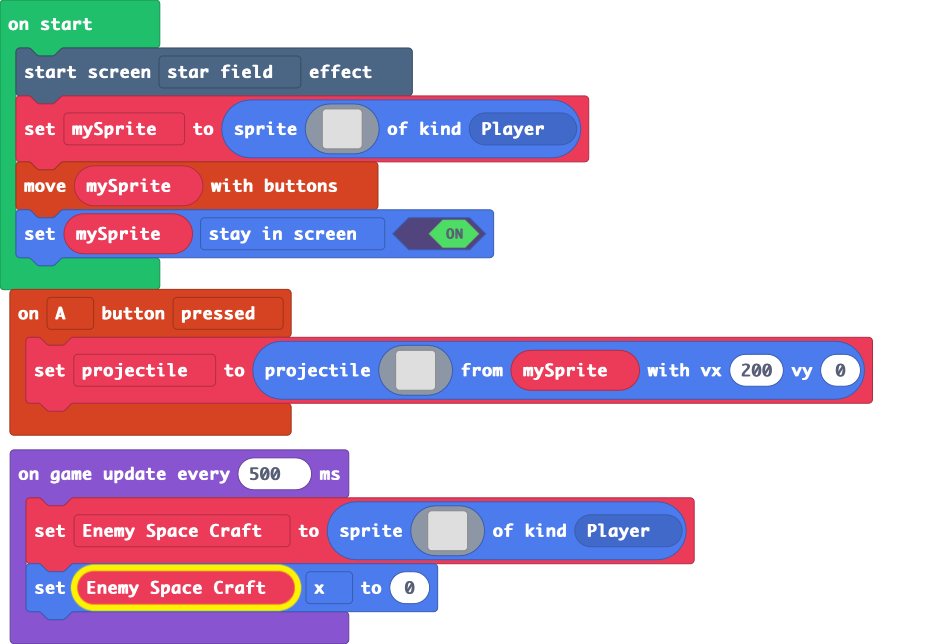 on start
start screen star field effect
set mySprite to sprite of kind Player
move mySprite with buttons
set mySprite stay in screen ON
on A button pressed
set projectile to projectile from mySprite with vx 200 vy 0
on game update every 500 ms
set Enemy Space Craft to sprite of kind Player
set Enemy Space Craft x to 0